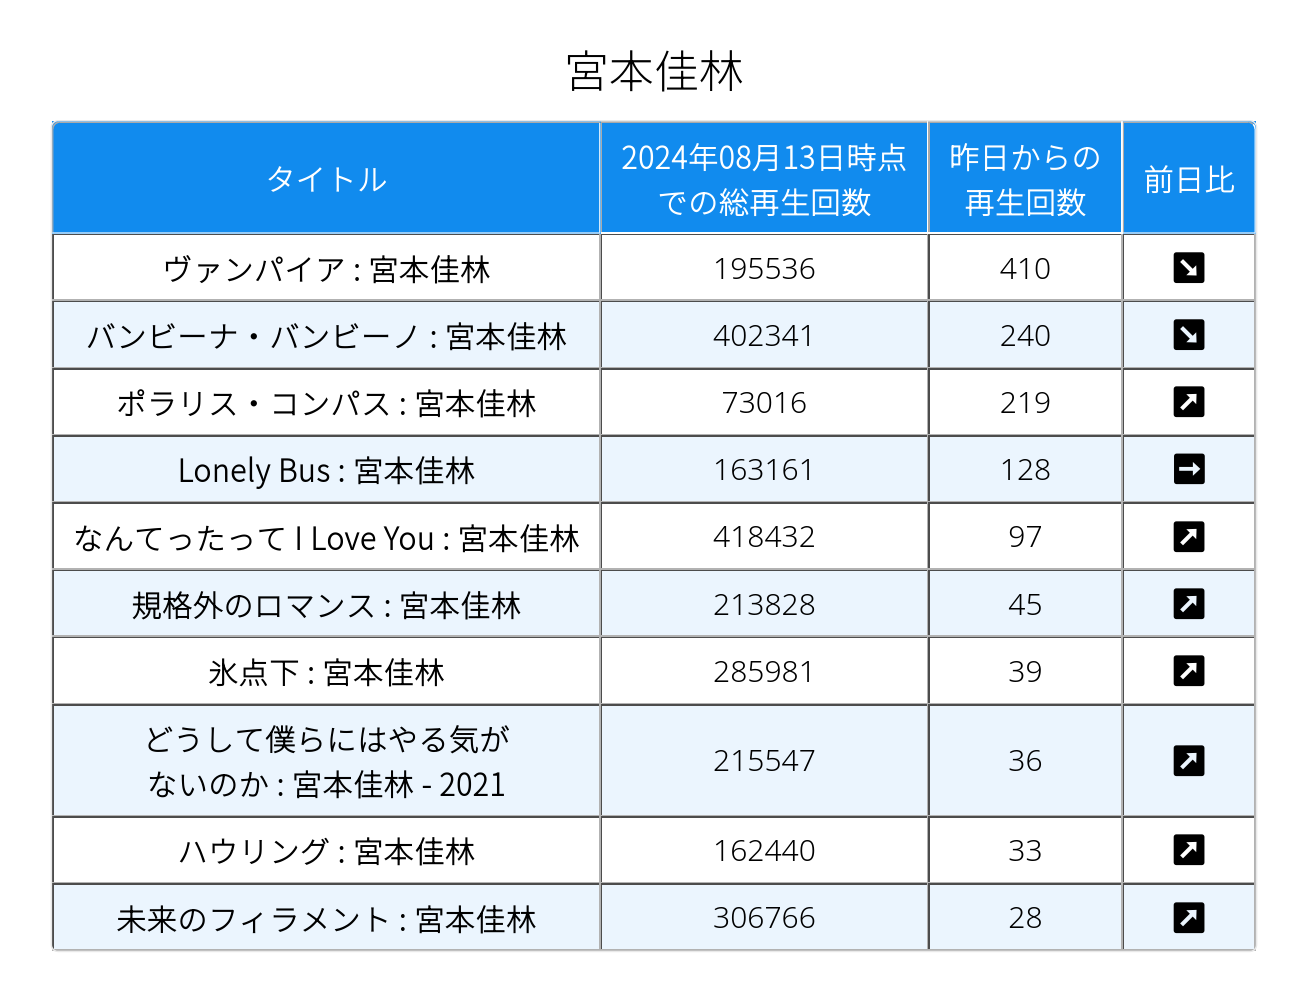 宮本佳林
タイトル
2024年08月13日時点
での総再生回数
昨日からの
再生回数
前日比
ヴァンパイア : 宮本佳林 195536 410
バンビーナ・バンビーノ : 宮本佳林 402341 240
ポラリス・コンパス : 宮本佳林 73016 219
Lonely Bus : 宮本佳林 163161 128
なんてったって I Love You : 宮本佳林 418432 97
規格外のロマンス : 宮本佳林 213828 45
氷点下 : 宮本佳林 285981 39
どうして僕らにはやる気が
ないのか : 宮本佳林 - 2021 215547 36
ハウリング : 宮本佳林 162440 33
未来のフィラメント : 宮本佳林 306766 28